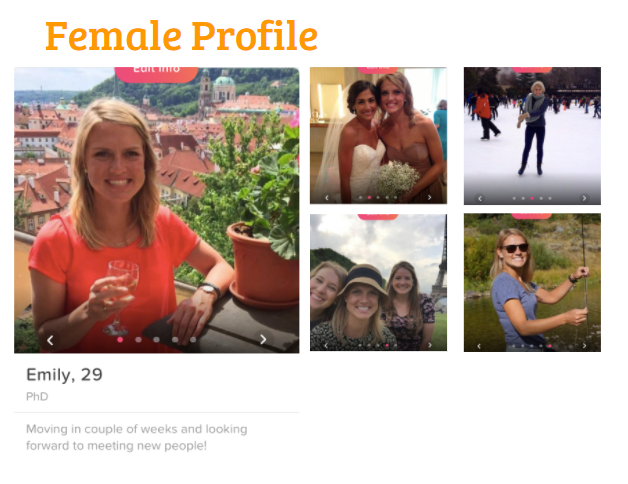 Female Profile
Edit Info
Emily, 29
PhD
Moving in couple of weeks and looking
forward to meeting new people!